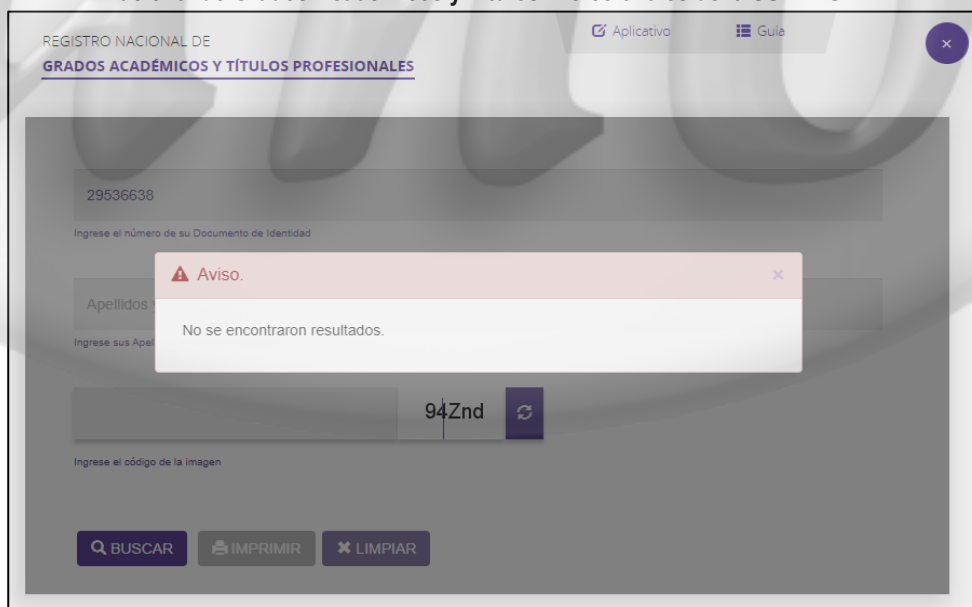 REGISTRO NACIONAL DE
GRADOS ACADÉMICOS Y TÍTULOS PROFESIONALES
Aplicativo
Guía
×
29536638
Ingrese el número de su Documento de Identidad
Aviso.
×
Apellidos
No se encontraron resultados.
Ingrese sus Apel
94Znd
Ingrese el código de la imagen
BUSCAR
IMPRIMIR
LIMPIAR